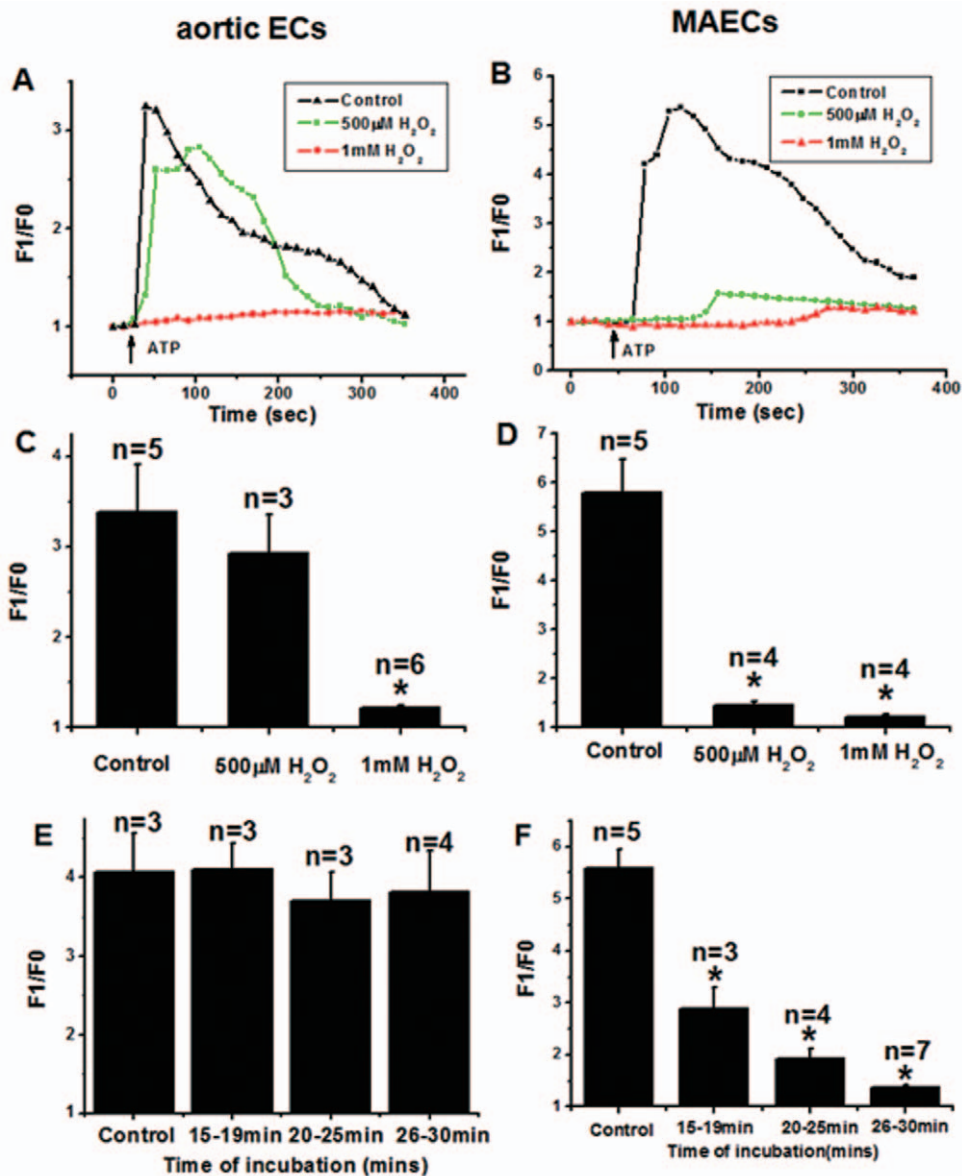 aortic ECs
MAECs
A
Control
500µM H₂O₂
1mM H₂O₂
F1/F0
3
2
1
ATP
0 100 200 300 400
Time (sec)
B
Control
500µM H₂O₂
1mM H₂O₂
F1/F0
6
5
4
3
2
1
0
ATP
0 100 200 300 400
Time (sec)
C
n=5
n=3
n=6
*
F1/F0
4
3
2
1
Control 500µM H₂O₂ 1mM H₂O₂
D
n=5
n=4
*
n=4
*
F1/F0
7
6
5
4
3
2
1
Control 500µM H₂O₂ 1mM H₂O₂
E
n=3
n=3
n=3
n=4
F1/F0
4
3
2
1
Control 15-19min 20-25min 26-30min
Time of incubation (mins)
F
n=5
n=3
*
n=4
*
n=7
*
F1/F0
6
5
4
3
2
1
Control 15-19min 20-25min 26-30min
Time of incubation(mins)